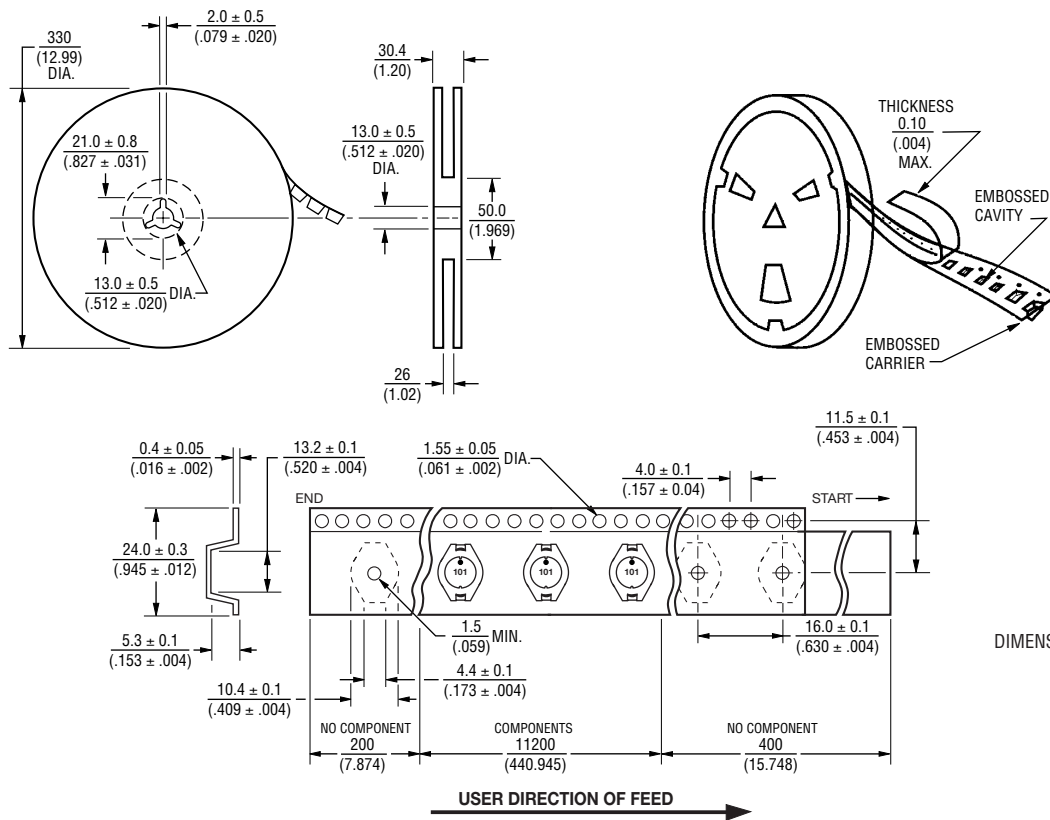 2.0 ± 0.5
(.079 ± .020)
330
(12.99)
DIA.
30.4
(1.20)
21.0 ± 0.8
(.827 ± .031)
13.0 ± 0.5
(.512 ± .020)
DIA.
50.0
(1.969)
13.0 ± 0.5
(.512 ± .020)
DIA.
26
(1.02)
THICKNESS
0.10
(.004)
MAX.
EMBOSSED
CAVITY
EMBOSSED
CARRIER
0.4 ± 0.05
(.016 ± .002)
13.2 ± 0.1
(.520 ± .004)
1.55 ± 0.05
(.061 ± .002)
DIA.
4.0 ± 0.1
(.157 ± 0.04)
11.5 ± 0.1
(.453 ± .004)
END
START
24.0 ± 0.3
(.945 ± .012)
101
101
101
5.3 ± 0.1
(.153 ± .004)
1.5
(.059)
MIN.
16.0 ± 0.1
(.630 ± .004)
DIMENS
4.4 ± 0.1
(.173 ± .004)
10.4 ± 0.1
(.409 ± .004)
NO COMPONENT
200
(7.874)
COMPONENTS
11200
(440.945)
NO COMPONENT
400
(15.748)
USER DIRECTION OF FEED